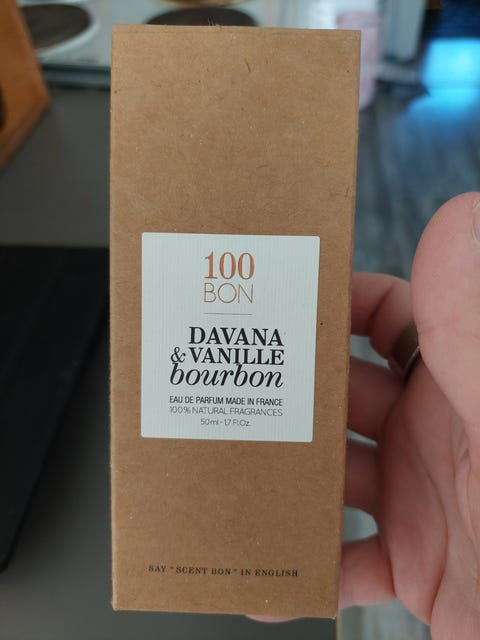 100
BON
DAVANA
& VANILLE
bourbon
EAU DE PARFUM MADE IN FRANCE
100% NATURAL FRAGRANCES
50ml - 1,7 Fl.Oz.
SAY "SCENT BON" IN ENGLISH